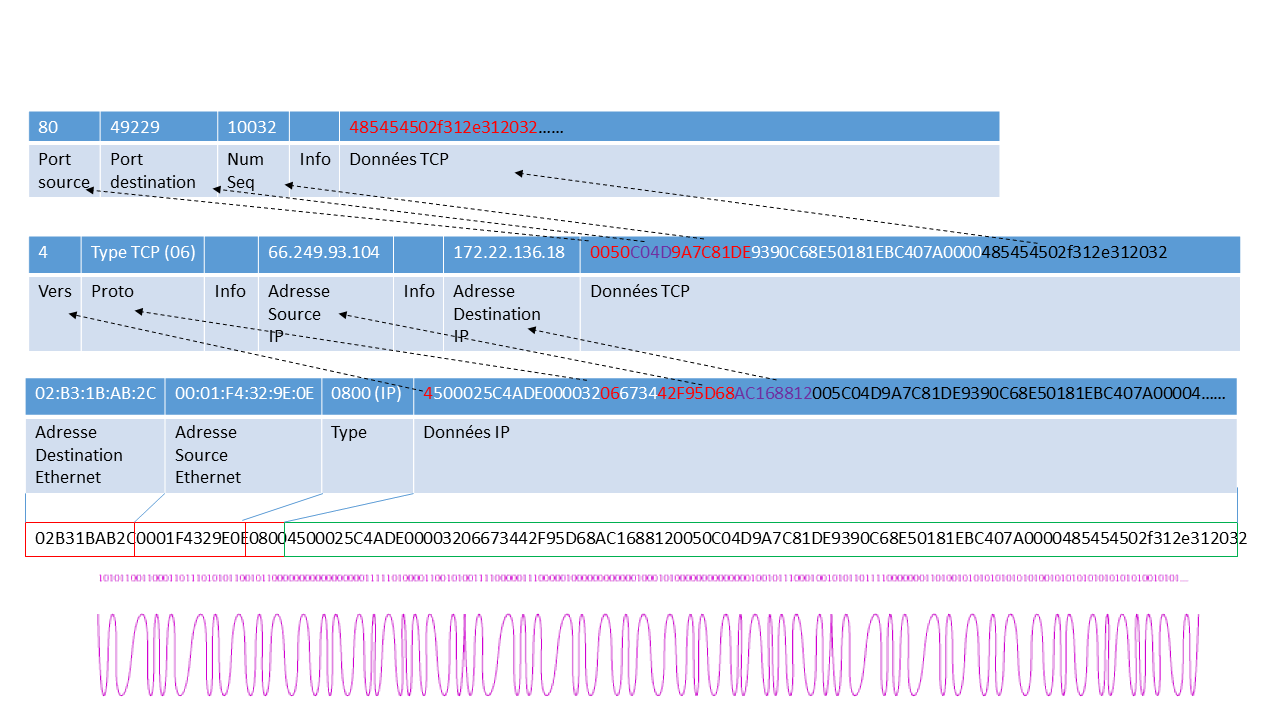 80 49229 10032 485454502f312e312032......
Port source Port destination Num Seq Info Données TCP
4 Type TCP (06) 66.249.93.104 172.22.136.18 0050C04D9A7C81DE9390C68E50181EBC407A0000485454502f312e312032
Vers Proto Info Adresse Source IP Info Adresse Destination IP Données TCP
02:B3:1B:AB:2C 00:01:F4:32:9E:0E 0800 (IP) 4500025C4ADE00003206673442F95D68AC168812005C04D9A7C81DE9390C68E50181EBC407A00004......
Adresse Destination Ethernet Adresse Source Ethernet Type Données IP
02B31BAB2C0001F4329E0E08004500025C4ADE00003206673442F95D68AC1688120050C04D9A7C81DE9390C68E50181EBC407A0000485454502f312e312032